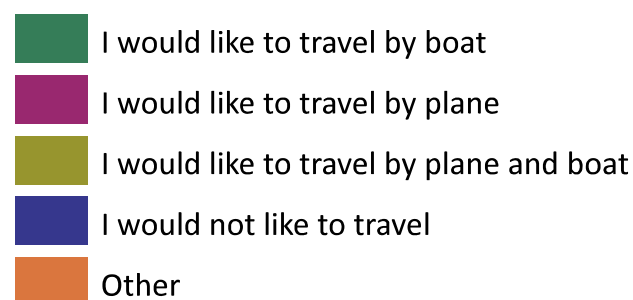 I would like to travel by boat
I would like to travel by plane
I would like to travel by plane and boat
I would not like to travel
Other